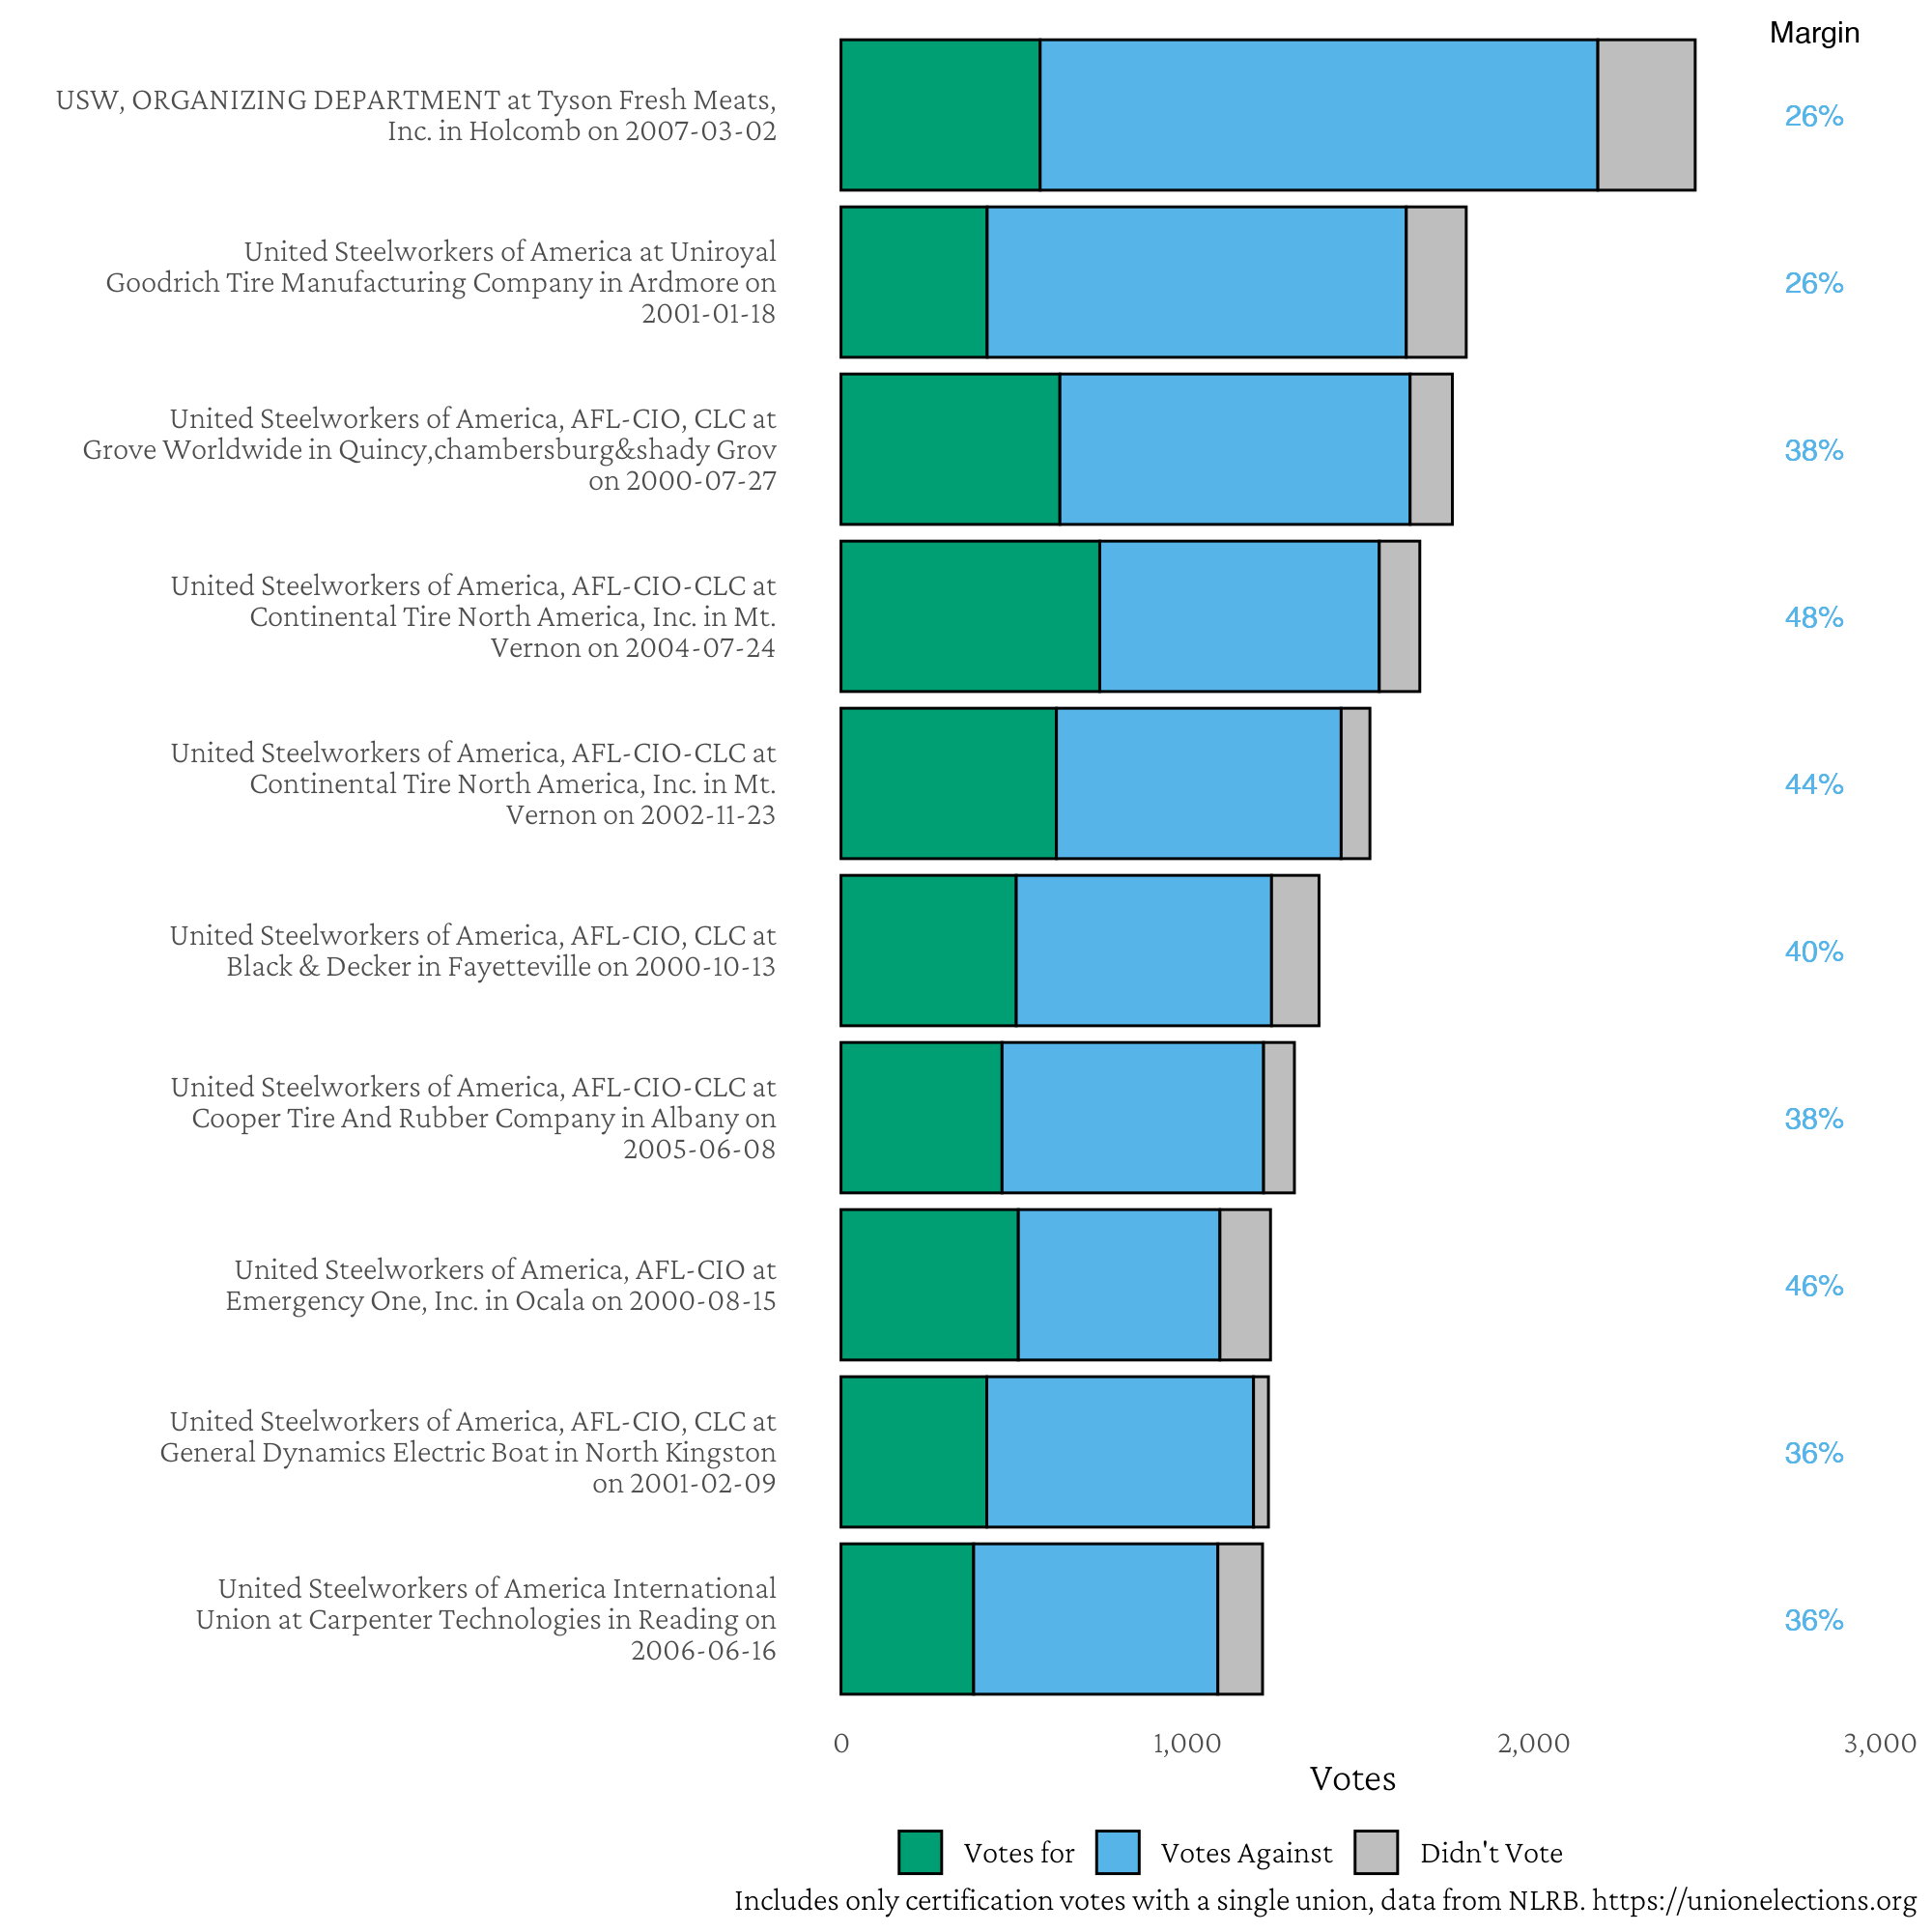 Margin
USW, ORGANIZING DEPARTMENT at Tyson Fresh Meats,
Inc. in Holcomb on 2007-03-02
26%
United Steelworkers of America at Uniroyal
Goodrich Tire Manufacturing Company in Ardmore on
2001-01-18
26%
United Steelworkers of America, AFL-CIO, CLC at
Grove Worldwide in Quincy,chambersburg&shady Grov
on 2000-07-27
38%
United Steelworkers of America, AFL-CIO-CLC at
Continental Tire North America, Inc. in Mt.
Vernon on 2004-07-24
48%
United Steelworkers of America, AFL-CIO-CLC at
Continental Tire North America, Inc. in Mt.
Vernon on 2002-11-23
44%
United Steelworkers of America, AFL-CIO, CLC at
Black & Decker in Fayetteville on 2000-10-13
40%
United Steelworkers of America, AFL-CIO-CLC at
Cooper Tire And Rubber Company in Albany on
2005-06-08
38%
United Steelworkers of America, AFL-CIO at
Emergency One, Inc. in Ocala on 2000-08-15
46%
United Steelworkers of America, AFL-CIO, CLC at
General Dynamics Electric Boat in North Kingston
on 2001-02-09
36%
United Steelworkers of America International
Union at Carpenter Technologies in Reading on
2006-06-16
36%
0 1,000 2,000 3,000
Votes
Votes for Votes Against Didn't Vote
Includes only certification votes with a single union, data from NLRB. https://unionelections.org